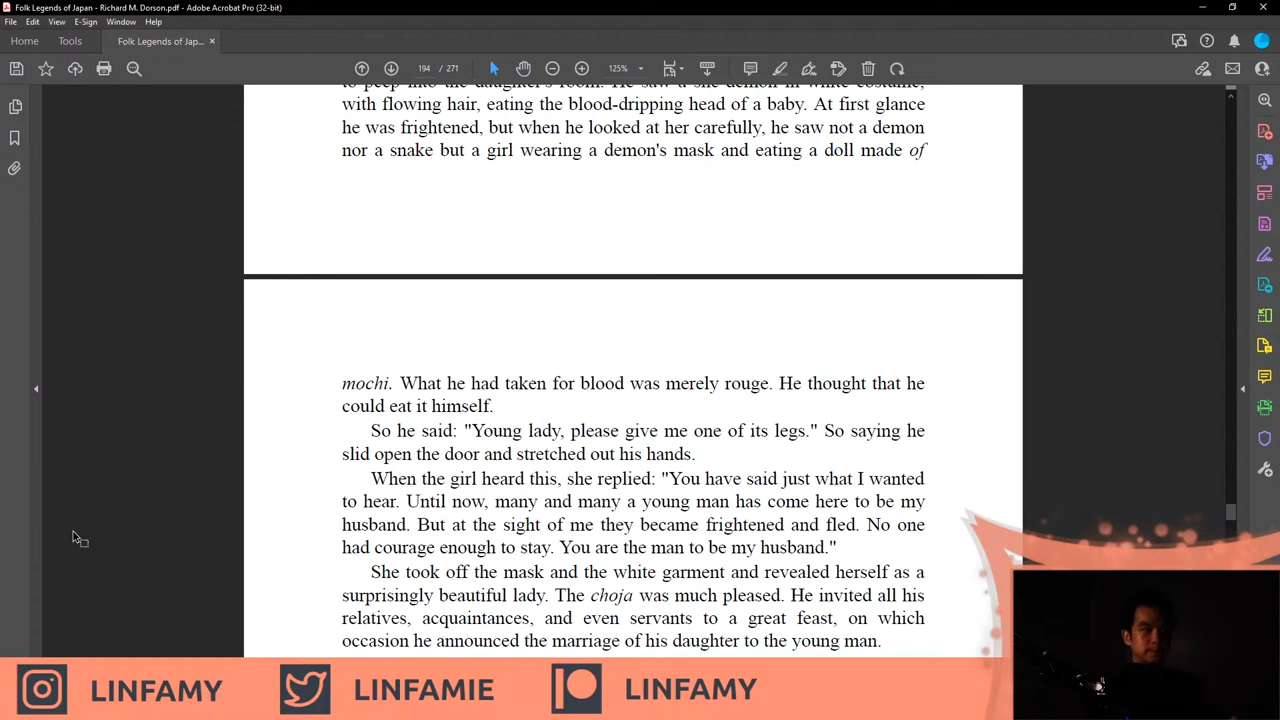 Folk Legends of Japan - Richard M. Dorson.pdf - Adobe Acrobat Pro (32-bit)
File Edit View E-Sign Window Help
Home Tools Folk Legends of Jap... ×
194 / 271 125%
with flowing hair, eating the blood-dripping head of a baby. At first glance
he was frightened, but when he looked at her carefully, he saw not a demon
nor a snake but a girl wearing a demon's mask and eating a doll made of
mochi. What he had taken for blood was merely rouge. He thought that he
could eat it himself.
So he said: "Young lady, please give me one of its legs." So saying he
slid open the door and stretched out his hands.
When the girl heard this, she replied: "You have said just what I wanted
to hear. Until now, many and many a young man has come here to be my
husband. But at the sight of me they became frightened and fled. No one
had courage enough to stay. You are the man to be my husband."
She took off the mask and the white garment and revealed herself as a
surprisingly beautiful lady. The choja was much pleased. He invited all his
relatives, acquaintances, and even servants to a great feast, on which
occasion he announced the marriage of his daughter to the young man.
LINFAMY LINFAMIE LINFAMY